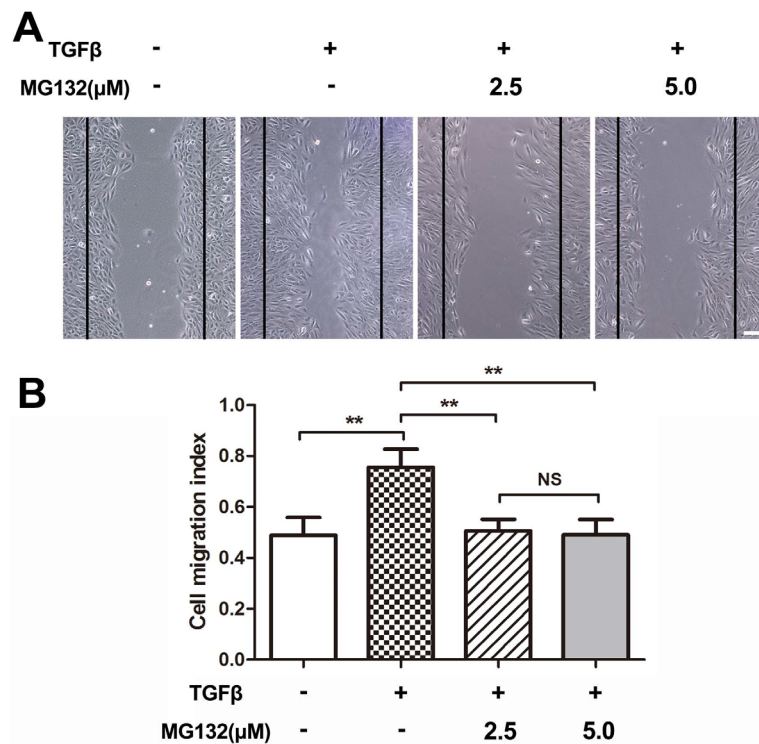 A
TGFβ - + + +
MG132(μM) - - 2.5 5.0
B
**
**
**
NS
1.0
0.8
0.6
0.4
0.2
0.0
Cell migration index
TGFβ - + + +
MG132(μM) - - 2.5 5.0